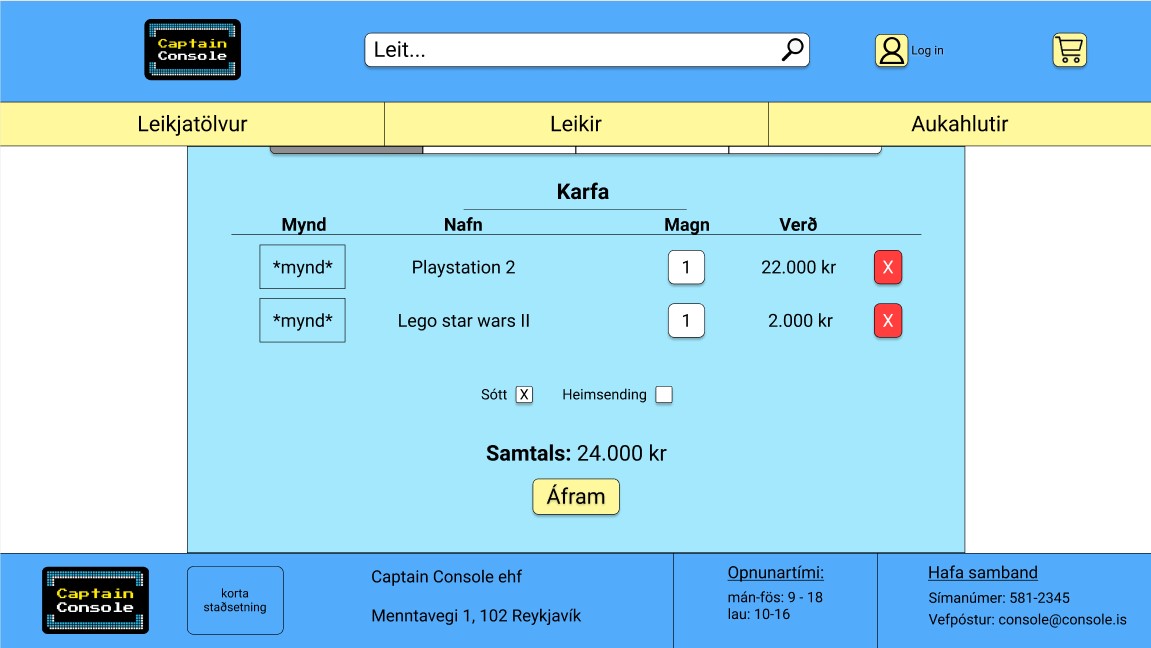 Captain
Console
Leit...
Log in
Leikjatölvur
Leikir
Aukahlutir
Karfa
Mynd Nafn Magn Verð
*mynd* Playstation 2 1 22.000 kr X
*mynd* Lego star wars II 1 2.000 kr X
Sótt X Heimsending
Samtals: 24.000 kr
Áfram
Captain
Console
korta
staðsetning
Captain Console ehf
Menntavegi 1, 102 Reykjavík
Opnunartími:
mán-fös: 9 - 18
lau: 10-16
Hafa samband
Símanúmer: 581-2345
Vefpóstur: console@console.is